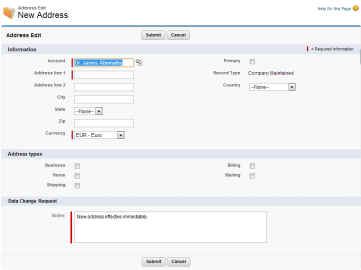 Address Edit
New Address
Help for this Page
Address Edit
Submit Cancel
Information
= Required Information
Account Dr. James Abernathy
Primary
Address line 1
Record Type Company Maintained
Address line 2
Country --None--
City
State --None--
Zip
Currency EUR - Euro
Address types
Business
Billing
Home
Mailing
Shipping
Data Change Request
Notes New address effective immediately.
Submit Cancel